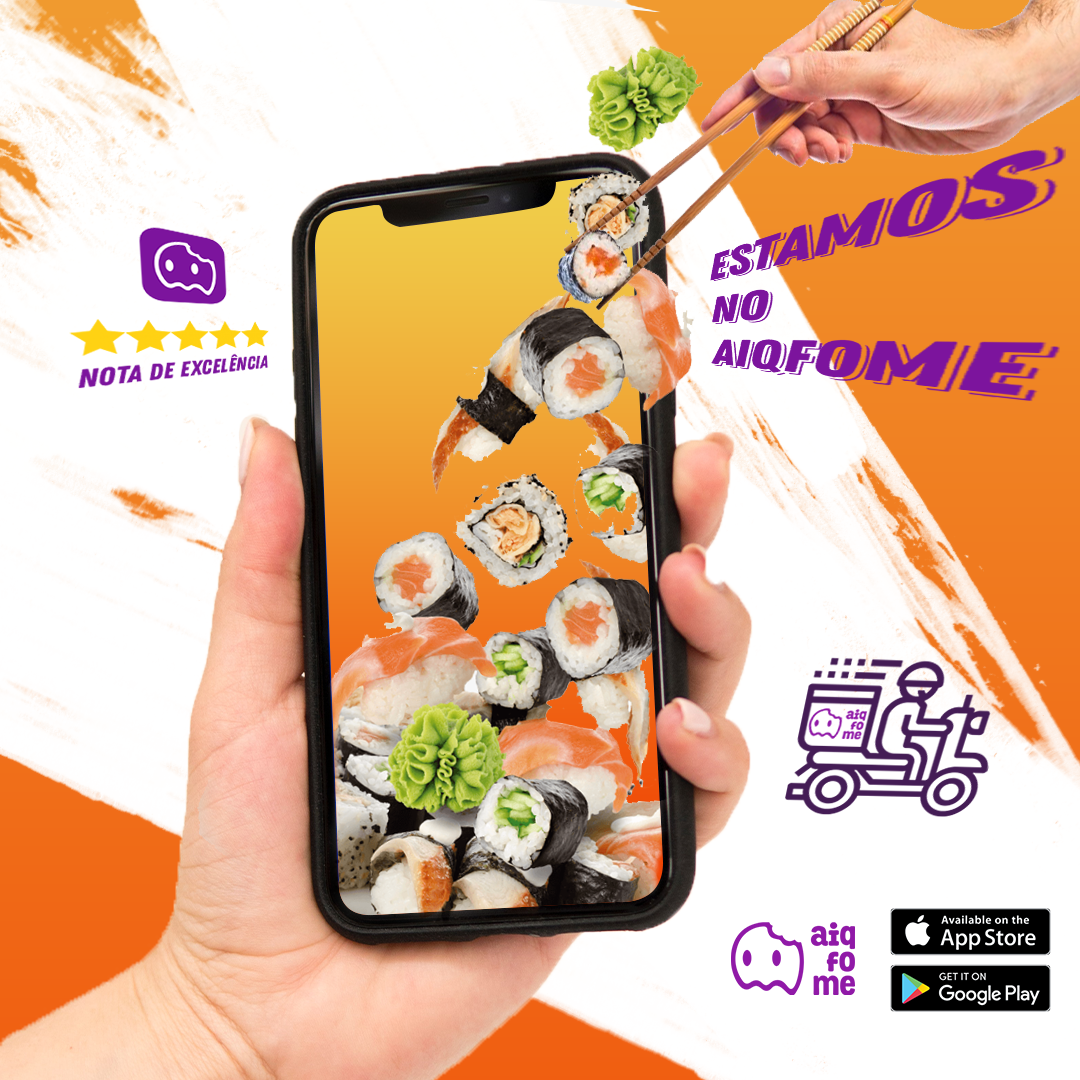 ESTAMOS
NO
AIQFOME
NOTA DE EXCELÊNCIA
aiq
fo
me
aiq
fo
me
Available on the
App Store
GET IT ON
Google Play